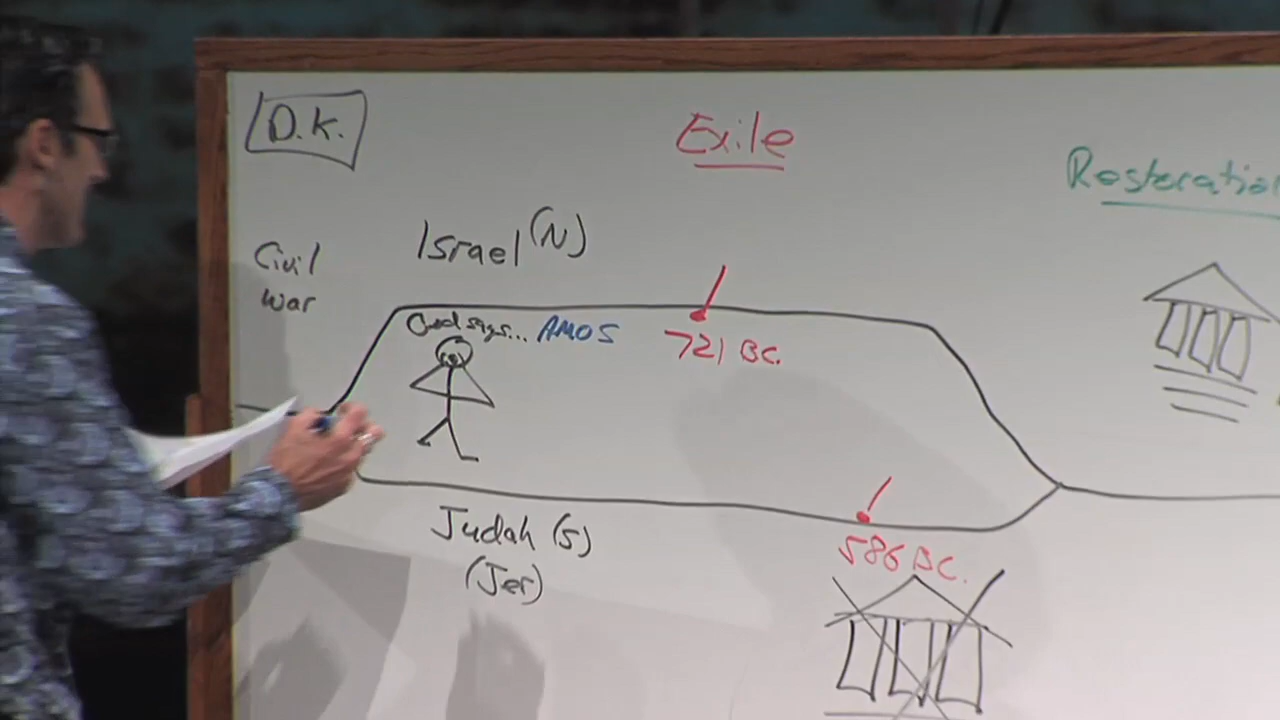 D.K.
Exile
Restoration
Israel (N)
Civil
war
God says... AMOS
721 BC.
Judah (S)
(Jer)
586 BC.